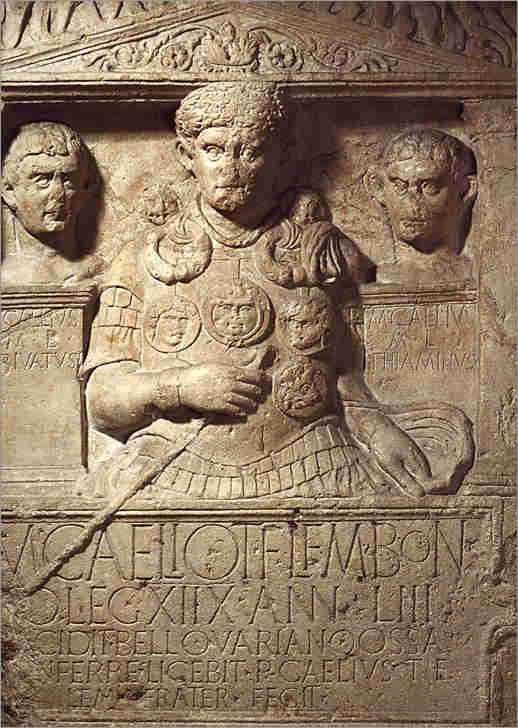 CAELIVS
M L
PRIVATVS
M CAELIVS
M L
THIAMINVS
M CAELIO T F LEM BON
O LEG XIIX ANN LIII
CIDIT BELLO VARIANO OSSA
NFERRE LICEBIT P CAELIVS T F
LEM FRATER FECIT